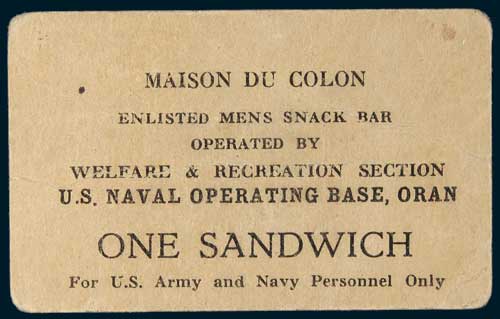 MAISON DU COLON
ENLISTED MENS SNACK BAR
OPERATED BY
WELFARE & RECREATION SECTION
U.S. NAVAL OPERATING BASE, ORAN
ONE SANDWICH
For U.S. Army and Navy Personnel Only